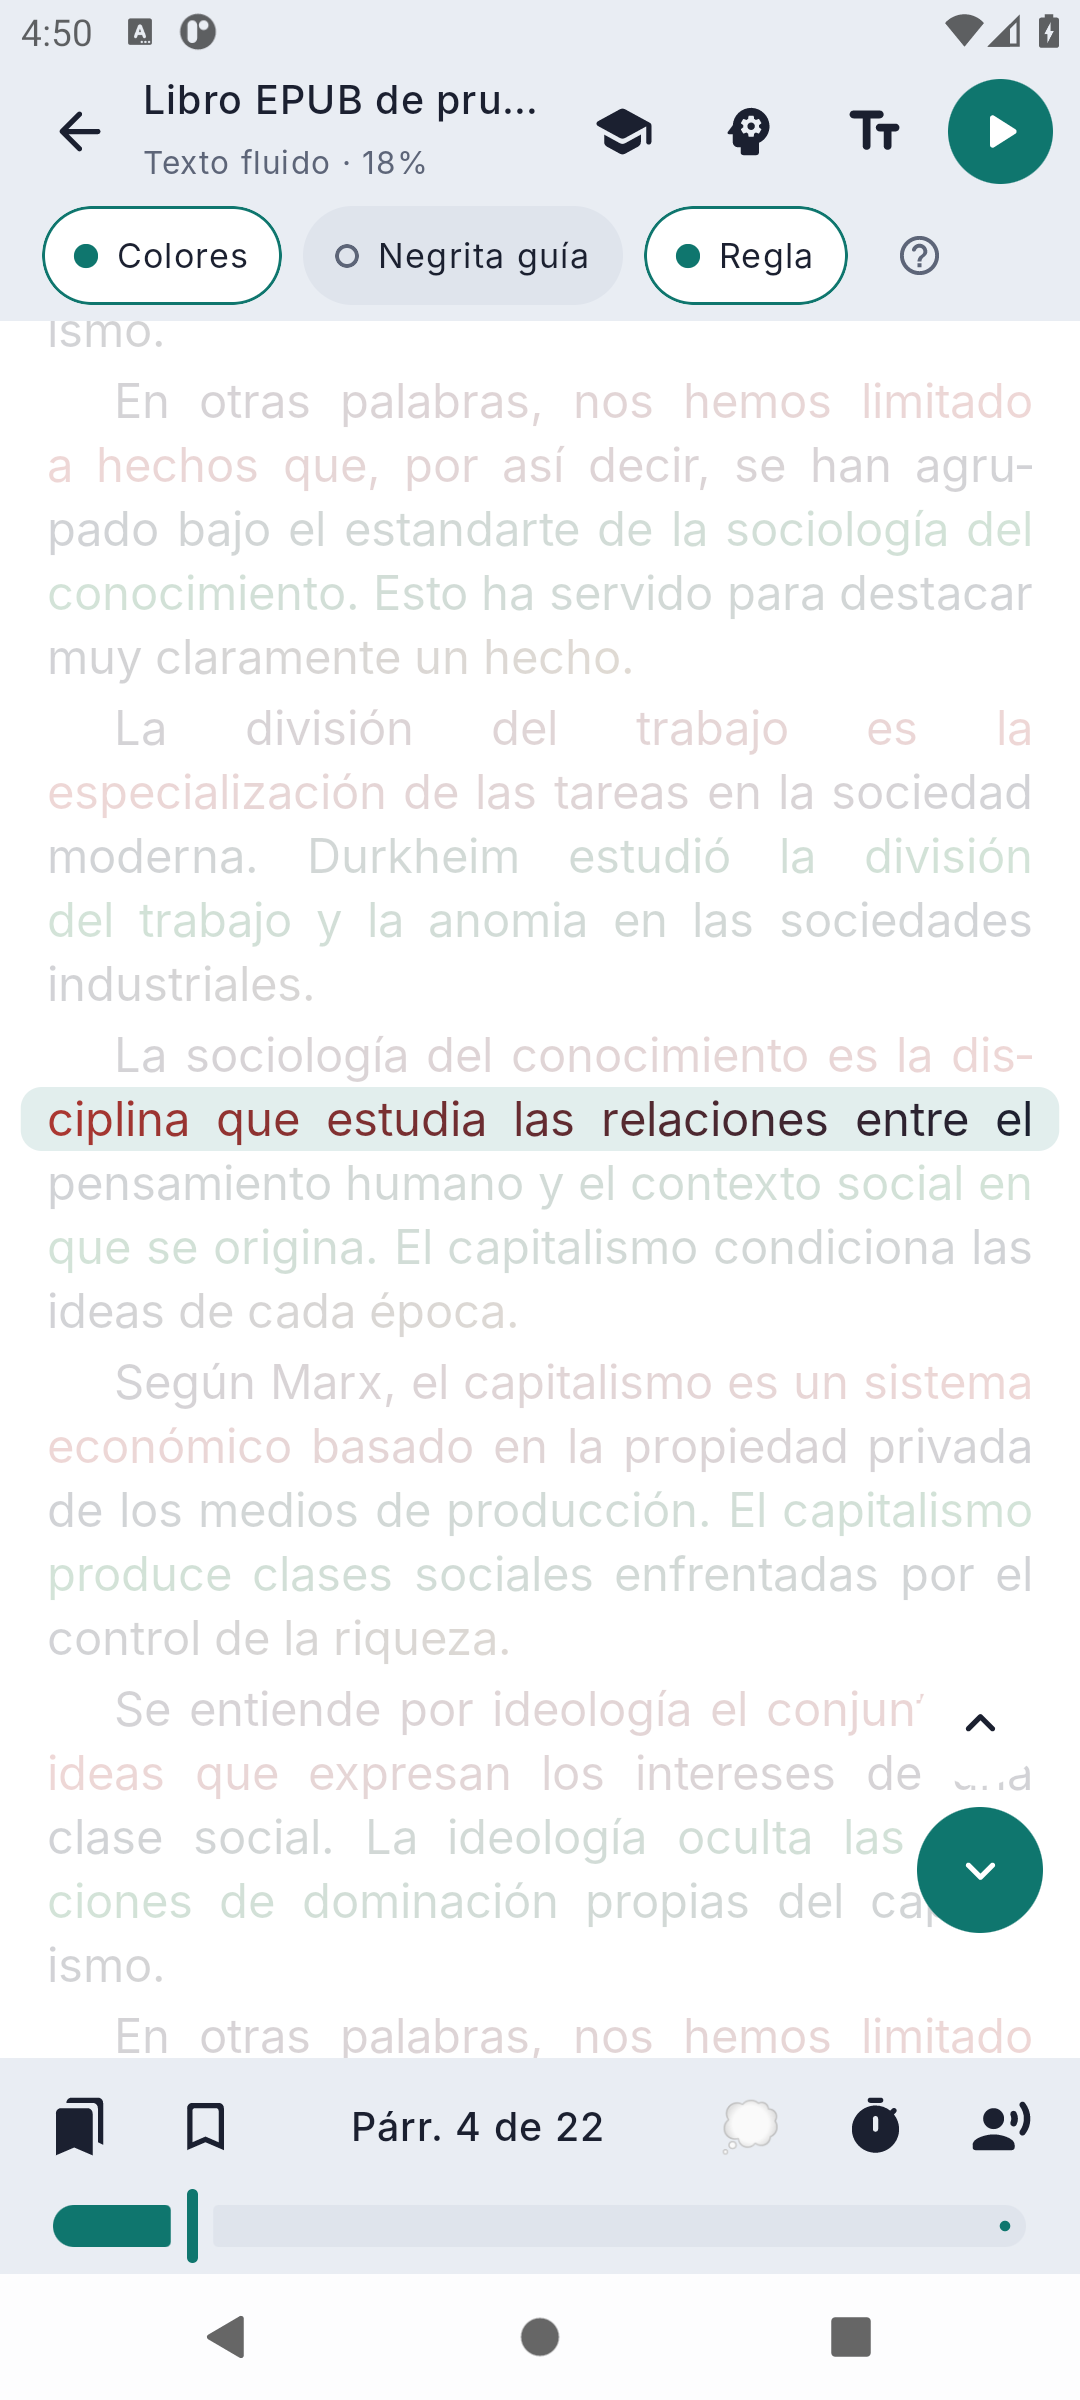 4:50
Libro EPUB de pru...
Texto fluido · 18%
Colores
Negrita guía
Regla
ismo.
En otras palabras, nos hemos limitado
a hechos que, por así decir, se han agru-
pado bajo el estandarte de la sociología del
conocimiento. Esto ha servido para destacar
muy claramente un hecho.
La división del trabajo es la
especialización de las tareas en la sociedad
moderna. Durkheim estudió la división
del trabajo y la anomia en las sociedades
industriales.
La sociología del conocimiento es la dis-
ciplina que estudia las relaciones entre el
pensamiento humano y el contexto social en
que se origina. El capitalismo condiciona las
ideas de cada época.
Según Marx, el capitalismo es un sistema
económico basado en la propiedad privada
de los medios de producción. El capitalismo
produce clases sociales enfrentadas por el
control de la riqueza.
Se entiende por ideología el
ideas que expresan los intereses de
clase social. La ideología oculta las
ciones de dominación propias del
ismo.
En otras palabras, nos hemos limitado
Párr. 4 de 22